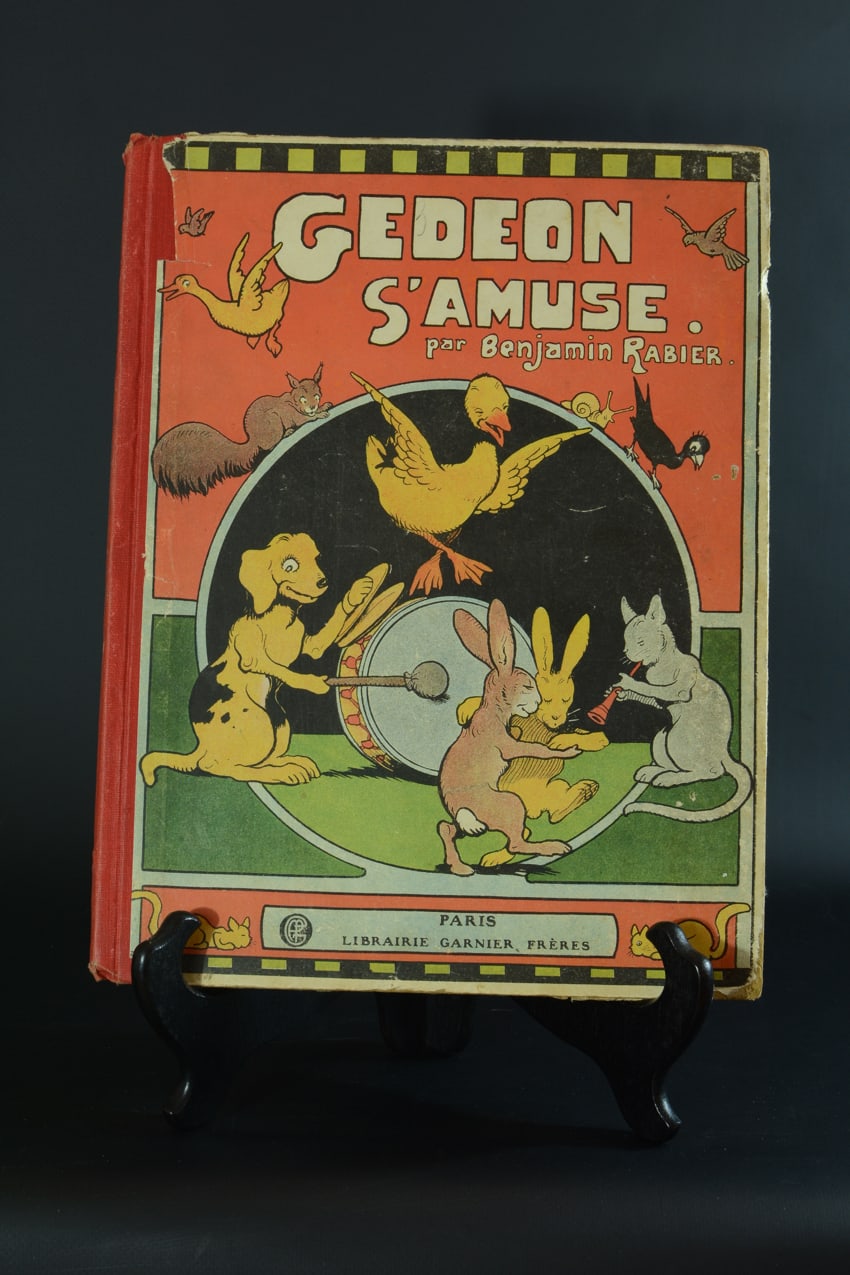 GEDEON
S'AMUSE.
par Benjamin RABIER.
PARIS
LIBRAIRIE GARNIER FRÈRES